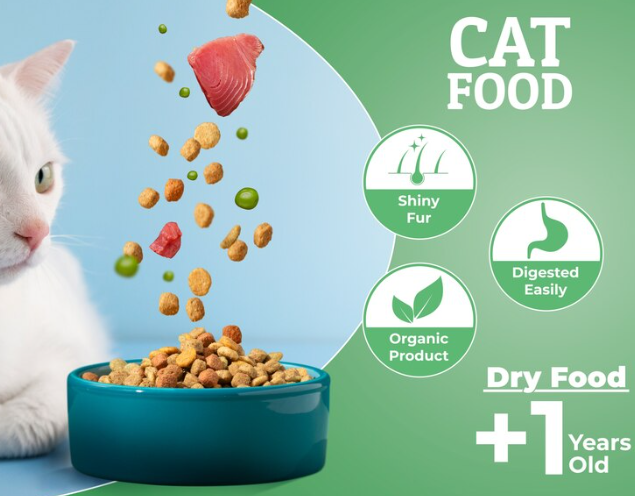 CAT
FOOD
Shiny
Fur
Digested
Easily
Organic
Product
Dry Food
+1 Years
Old